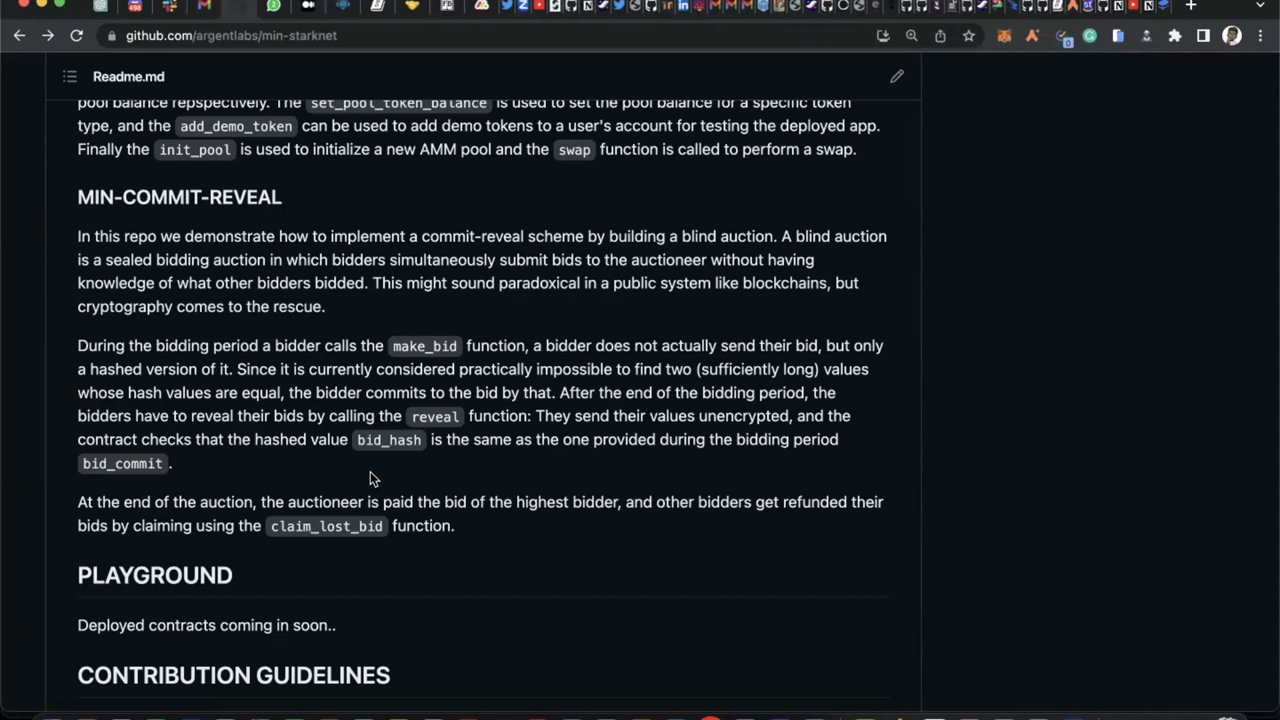 github.com/argentlabs/min-starknet
Readme.md
pool balance repspectively. The set_pool_token_balance is used to set the pool balance for a specific token
type, and the add_demo_token can be used to add demo tokens to a user's account for testing the deployed app.
Finally the init_pool is used to initialize a new AMM pool and the swap function is called to perform a swap.
MIN-COMMIT-REVEAL
In this repo we demonstrate how to implement a commit-reveal scheme by building a blind auction. A blind auction
is a sealed bidding auction in which bidders simultaneously submit bids to the auctioneer without having
knowledge of what other bidders bidded. This might sound paradoxical in a public system like blockchains, but
cryptography comes to the rescue.
During the bidding period a bidder calls the make_bid function, a bidder does not actually send their bid, but only
a hashed version of it. Since it is currently considered practically impossible to find two (sufficiently long) values
whose hash values are equal, the bidder commits to the bid by that. After the end of the bidding period, the
bidders have to reveal their bids by calling the reveal function: They send their values unencrypted, and the
contract checks that the hashed value bid_hash is the same as the one provided during the bidding period
bid_commit.
At the end of the auction, the auctioneer is paid the bid of the highest bidder, and other bidders get refunded their
bids by claiming using the claim_lost_bid function.
PLAYGROUND
Deployed contracts coming in soon..
CONTRIBUTION GUIDELINES